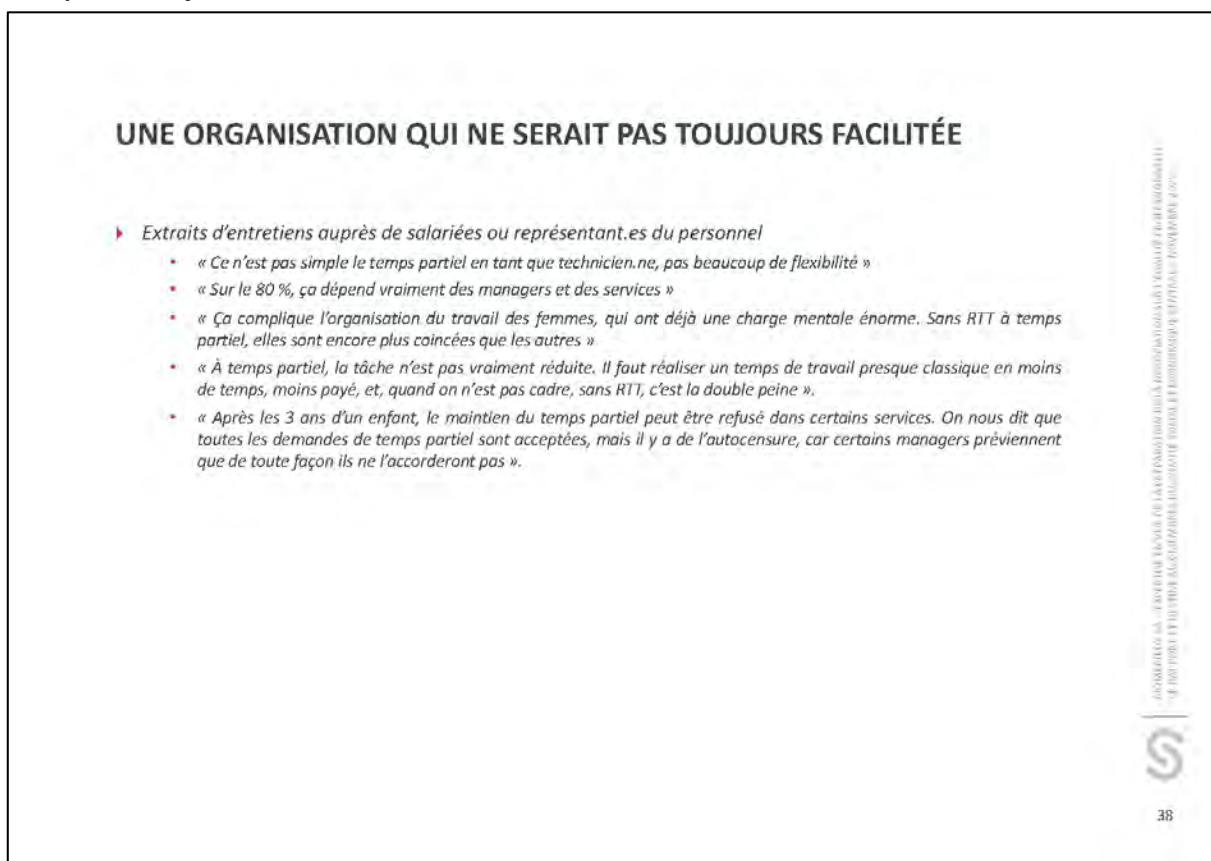 UNE ORGANISATION QUI NE SERAIT PAS TOUJOURS FACILITÉE
Extraits d'entretiens auprès de salariées ou représentant.es du personnel
« Ce n'est pas simple le temps partiel en tant que technicien.ne, pas beaucoup de flexibilité »
« Sur le 80 %, ça dépend vraiment des managers et des services »
« Ça complique l'organisation du travail des femmes, qui ont déjà une charge mentale énorme. Sans RTT à temps
partiel, elles sont encore plus coincées que les autres »
« À temps partiel, la tâche n'est pas vraiment réduite. Il faut réaliser un temps de travail presque classique en moins
de temps, moins payé, et, quand on n'est pas cadre, sans RTT, c'est la double peine ».
« Après les 3 ans d'un enfant, le maintien du temps partiel peut être refusé dans certains services. On nous dit que
toutes les demandes de temps partiel sont acceptées, mais il y a de l'autocensure, car certains managers préviennent
que de toute façon ils ne l'accorderont pas ».
S
38